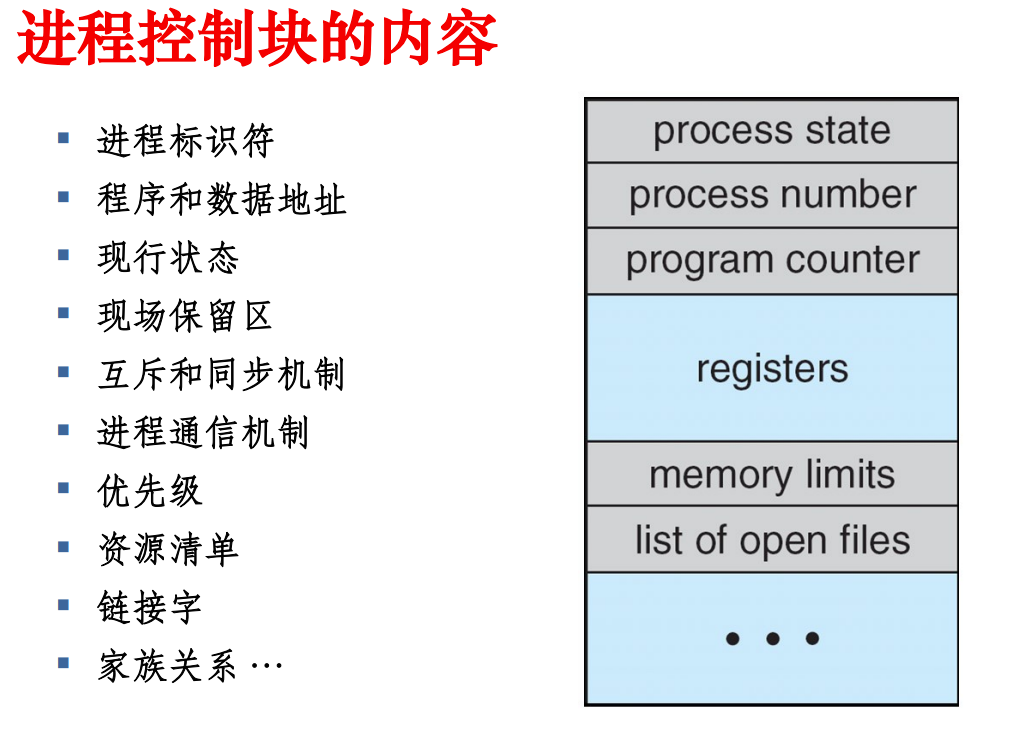 进程控制块的内容
进程标识符
程序和数据地址
现行状态
现场保留区
互斥和同步机制
进程通信机制
优先级
资源清单
链接字
家族关系 …
process state
process number
program counter
registers
memory limits
list of open files
• • •